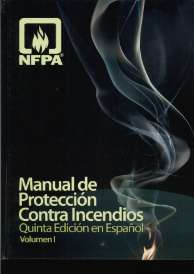 NFPA®
Manual de
Protección
Contra Incendios
Quinta Edición en Español
Volumen I